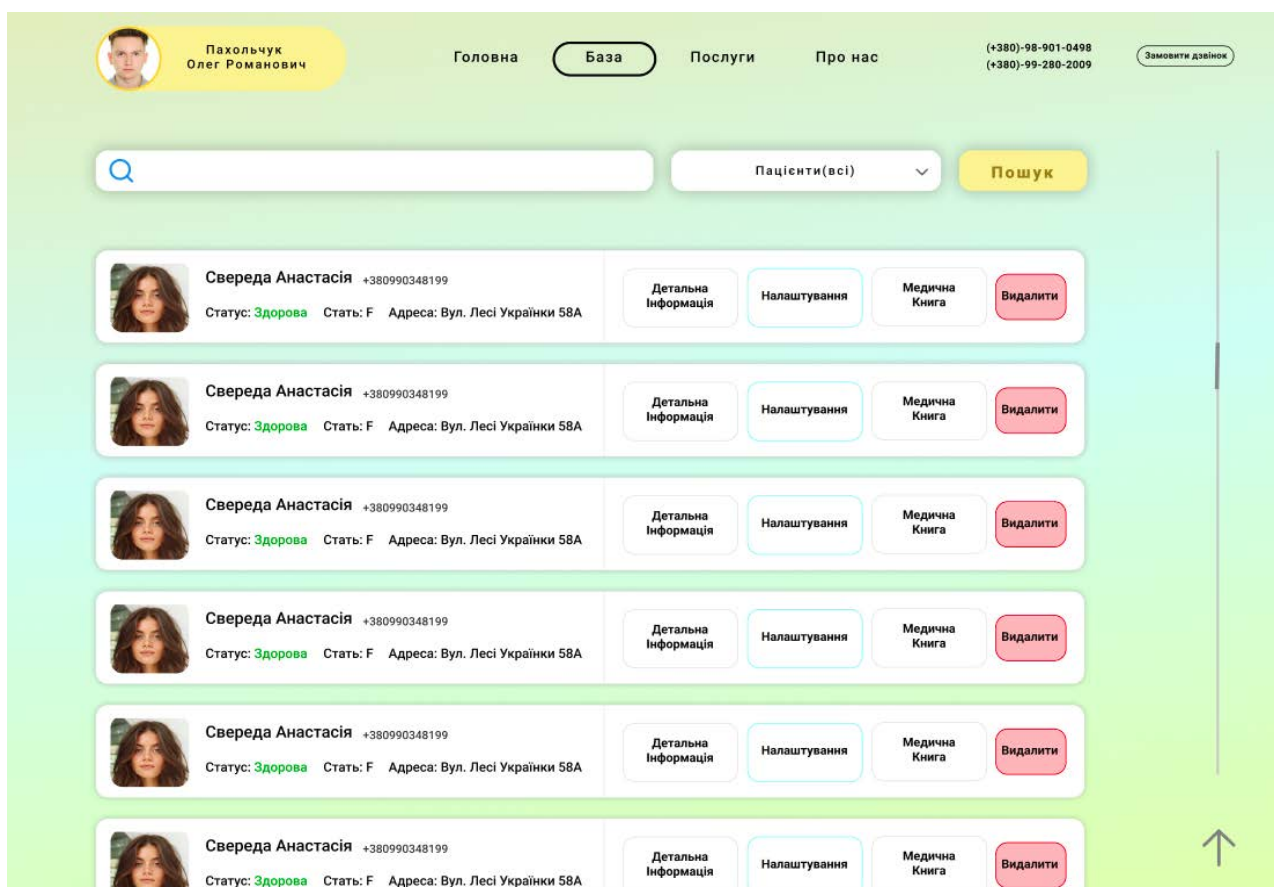 Пахольчук
Олег Романович
Головна
База
Послуги
Про нас
(+380)-98-901-0498
(+380)-99-280-2009
Замовити дзвінок
Пацієнти(всі)
Пошук
Свереда Анастасія +380990348199
Статус: Здорова Стать: F Адреса: Вул. Лесі Українки 58А
Детальна
Інформація
Налаштування
Медична
Книга
Видалити
Свереда Анастасія +380990348199
Статус: Здорова Стать: F Адреса: Вул. Лесі Українки 58А
Детальна
Інформація
Налаштування
Медична
Книга
Видалити
Свереда Анастасія +380990348199
Статус: Здорова Стать: F Адреса: Вул. Лесі Українки 58А
Детальна
Інформація
Налаштування
Медична
Книга
Видалити
Свереда Анастасія +380990348199
Статус: Здорова Стать: F Адреса: Вул. Лесі Українки 58А
Детальна
Інформація
Налаштування
Медична
Книга
Видалити
Свереда Анастасія +380990348199
Статус: Здорова Стать: F Адреса: Вул. Лесі Українки 58А
Детальна
Інформація
Налаштування
Медична
Книга
Видалити
Свереда Анастасія +380990348199
Статус: Здорова Стать: F Адреса: Вул. Лесі Українки 58А
Детальна
Інформація
Налаштування
Медична
Книга
Видалити